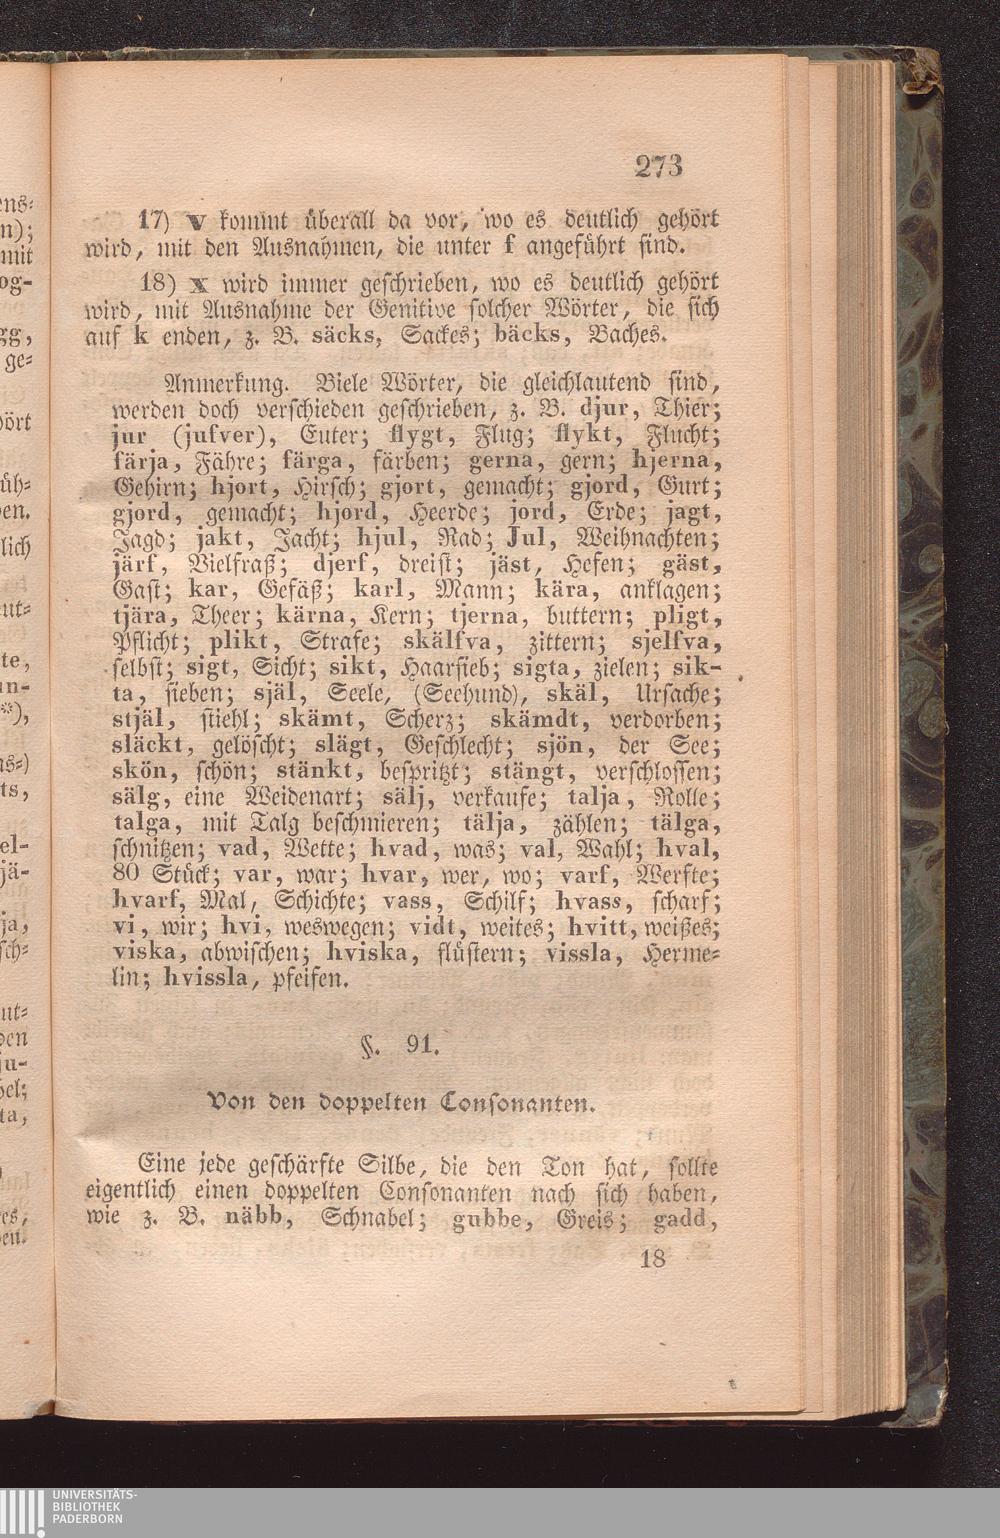 273
17) v kommt überall da vor, wo es deutlich gehört
wird, mit den Ausnahmen, die unter f angeführt sind.
18) x wird immer geschrieben, wo es deutlich gehört
wird, mit Ausnahme der Genitive solcher Wörter, die sich
auf k enden, z. B. säcks, Sackes; bäcks, Baches.
Anmerkung. Viele Wörter, die gleichlautend sind,
werden doch verschieden geschrieben, z. B. djur, Thier;
jur (jufver), Euter; flygt, Flug; flykt, Flucht;
färja, Fähre; färga, färben; gerna, gern; hjerna,
Gehirn; hjort, Hirsch; gjort, gemacht; gjord, Gurt;
gjord, gemacht; hjord, Heerde; jord, Erde; jagt,
Jagd; jakt, Jacht; hjul, Rad; Jul, Weihnachten;
järf, Vielfraß; djerf, dreist; jäst, Hefen; gäst,
Gast; kar, Gefäß; karl, Mann; kära, anklagen;
tjära, Theer; kärna, Kern; tjerna, buttern; pligt,
Pflicht; plikt, Strafe; skälfva, zittern; sjelfva,
selbst; sigt, Sicht; sikt, Haarsieb; sigta, zielen; sik-
ta, sieben; själ, Seele, (Seehund), skäl, Ursache;
stjäl, stiehl; skämt, Scherz; skämdt, verdorben;
släckt, gelöscht; slägt, Geschlecht; sjön, der See;
skön, schön; stänkt, bespritzt; stängt, verschlossen;
sälg, eine Weidenart; sälj, verkaufe; talja, Rolle;
talga, mit Talg beschmieren; tälja, zählen; tälga,
schnitzen; vad, Wette; hvad, was; val, Wahl; hval,
80 Stück; var, war; hvar, wer, wo; varf, Werfte;
hvarf, Mal, Schichte; vass, Schilf; hvass, scharf;
vi, wir; hvi, weswegen; vidt, weites; hvitt, weißes;
viska, abwischen; hviska, flüstern; vissla, Herme-
lin; hvissla, pfeifen.
§. 91.
Von den doppelten Consonanten.
Eine jede geschärfte Silbe, die den Ton hat, sollte
eigentlich einen doppelten Consonanten nach sich haben,
wie z. B. näbb, Schnabel; gubbe, Greis; gadd,
18
UNIVERSITÄTS-
BIBLIOTHEK
PADERBORN